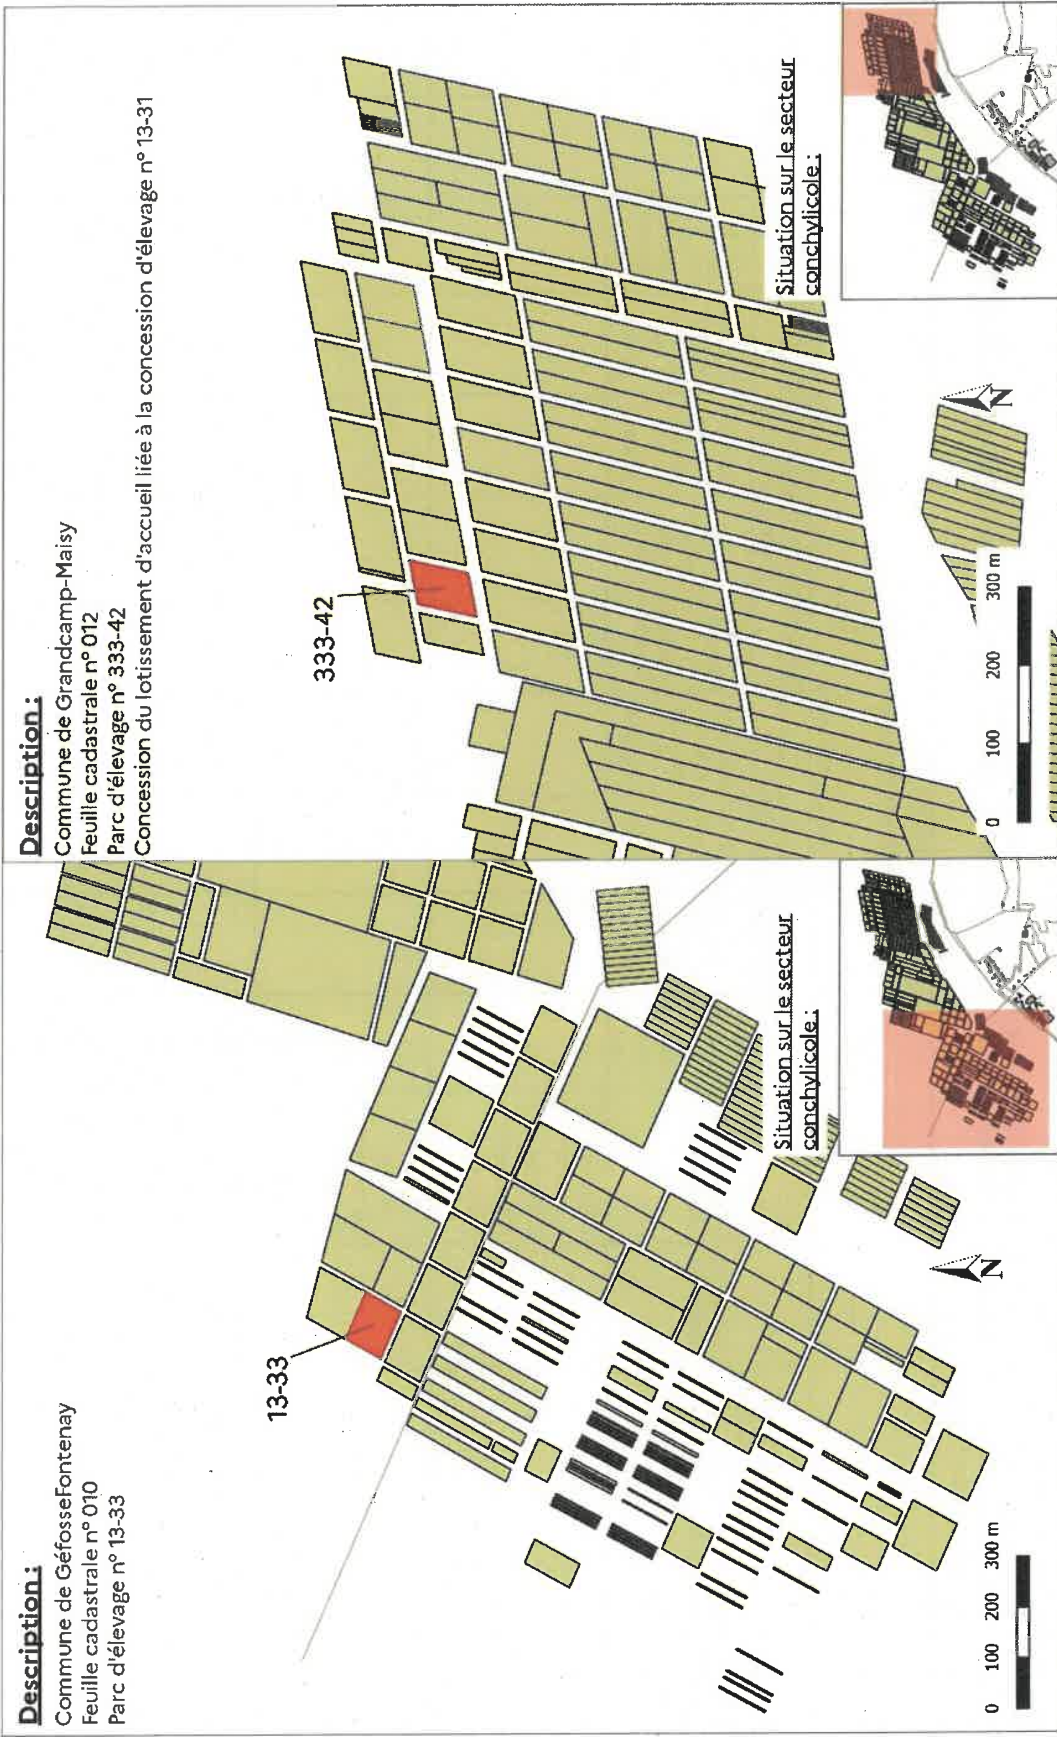 Description :
Commune de GéfosseFontenay
Feuille cadastrale n° 010
Parc d'élevage n° 13-33
13-33
Situation sur le secteur
conchylicole :
N
0 100 200 300 m
Description :
Commune de Grandcamp-Maisy
Feuille cadastrale n° 012
Parc d'élevage n° 333-42
Concession du lotissement d'accueil liée à la concession d'élevage n° 13-31
333-42
Situation sur le secteur
conchylicole :
N
0 100 200 300 m